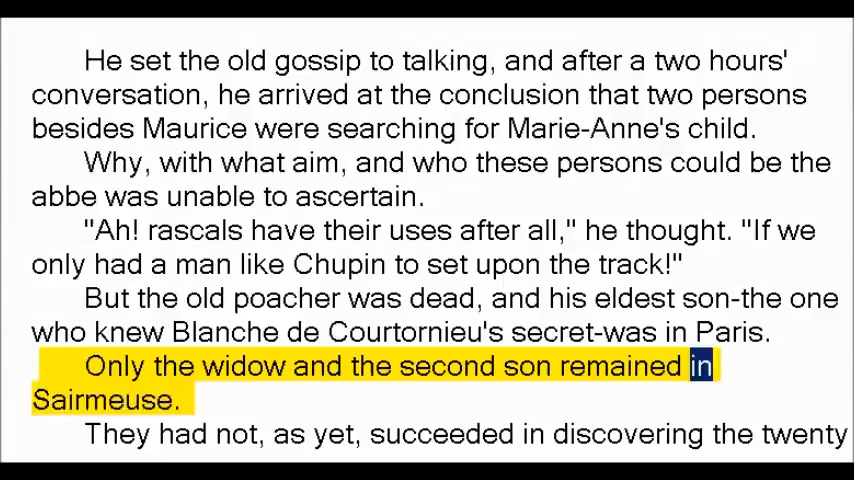 He set the old gossip to talking, and after a two hours'
conversation, he arrived at the conclusion that two persons
besides Maurice were searching for Marie-Anne's child.
Why, with what aim, and who these persons could be the
abbe was unable to ascertain.
"Ah! rascals have their uses after all," he thought. "If we
only had a man like Chupin to set upon the track!"
But the old poacher was dead, and his eldest son-the one
who knew Blanche de Courtornieu's secret-was in Paris.
Only the widow and the second son remained in
Sairmeuse.
They had not, as yet, succeeded in discovering the twenty